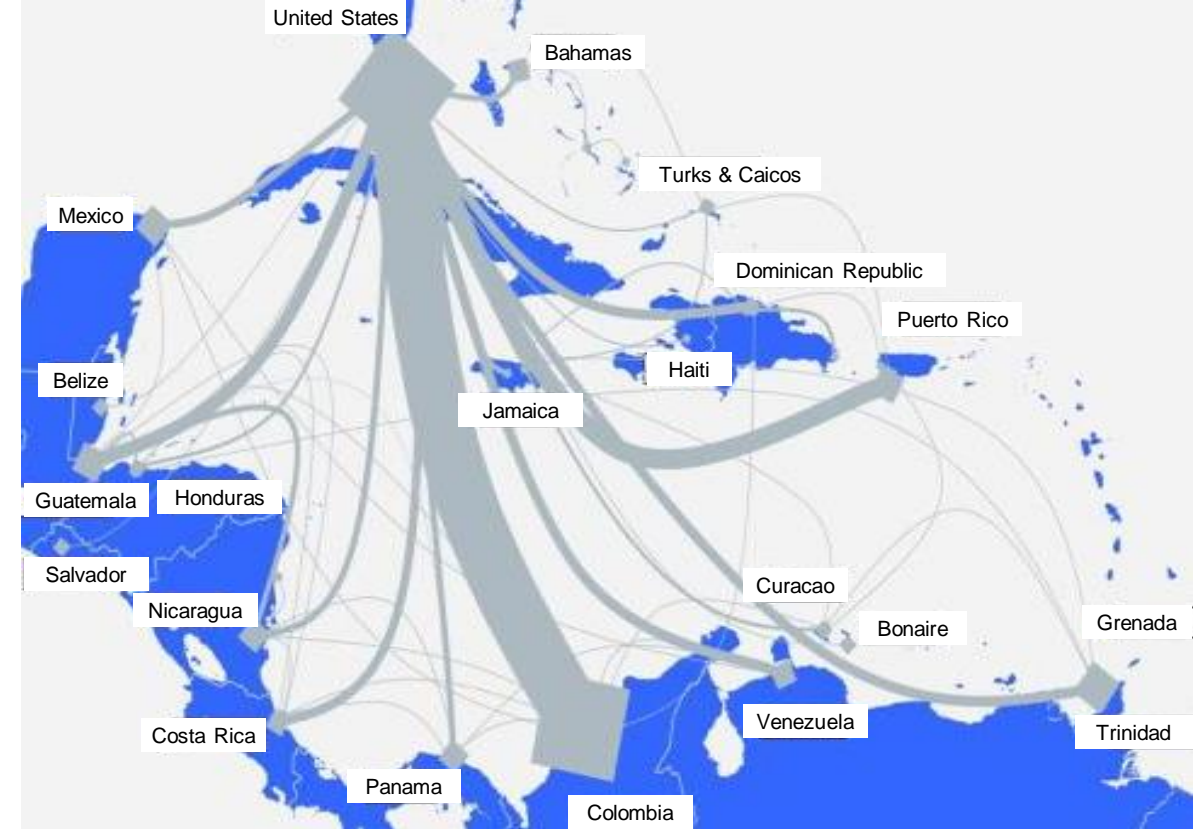 United States
Bahamas
Turks & Caicos
Mexico
Dominican Republic
Puerto Rico
Haiti
Belize
Jamaica
Guatemala
Honduras
Salvador
Curacao
Nicaragua
Bonaire
Grenada
Venezuela
Costa Rica
Trinidad
Panama
Colombia